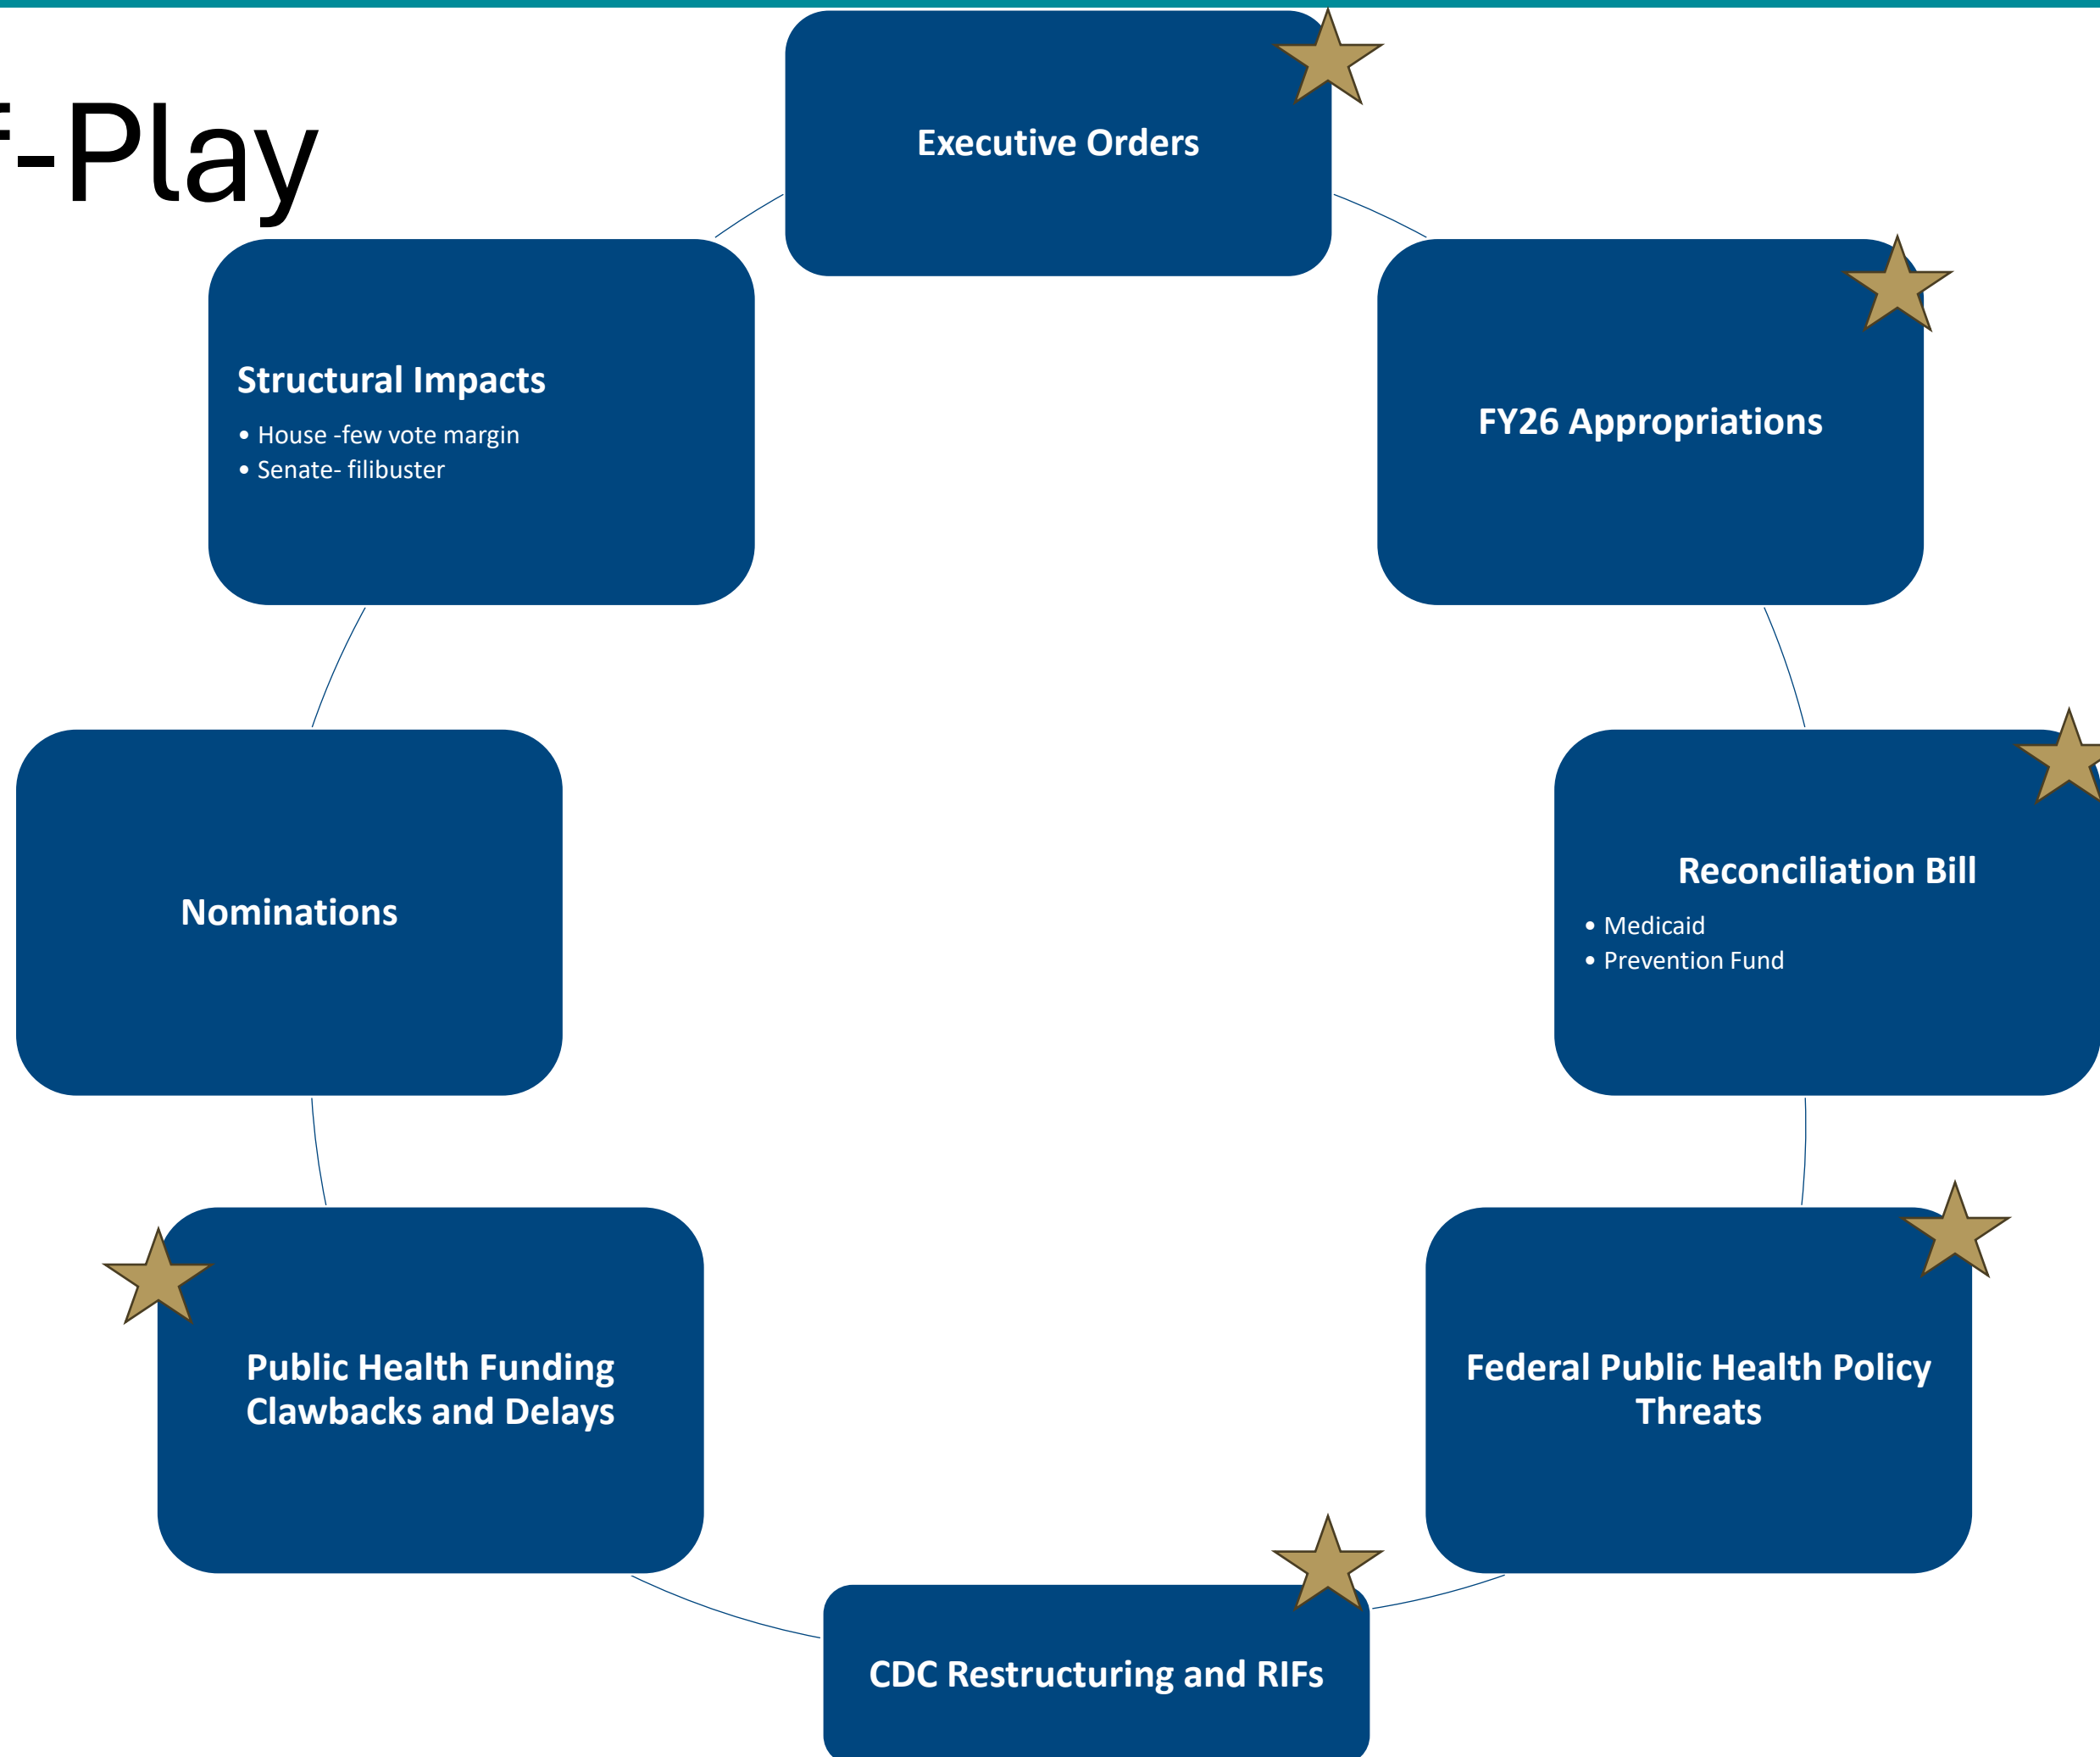 f-Play
Executive Orders
FY26 Appropriations
Reconciliation Bill
• Medicaid
• Prevention Fund
Federal Public Health Policy
Threats
CDC Restructuring and RIFs
Public Health Funding
Clawbacks and Delays
Nominations
Structural Impacts
• House -few vote margin
• Senate- filibuster